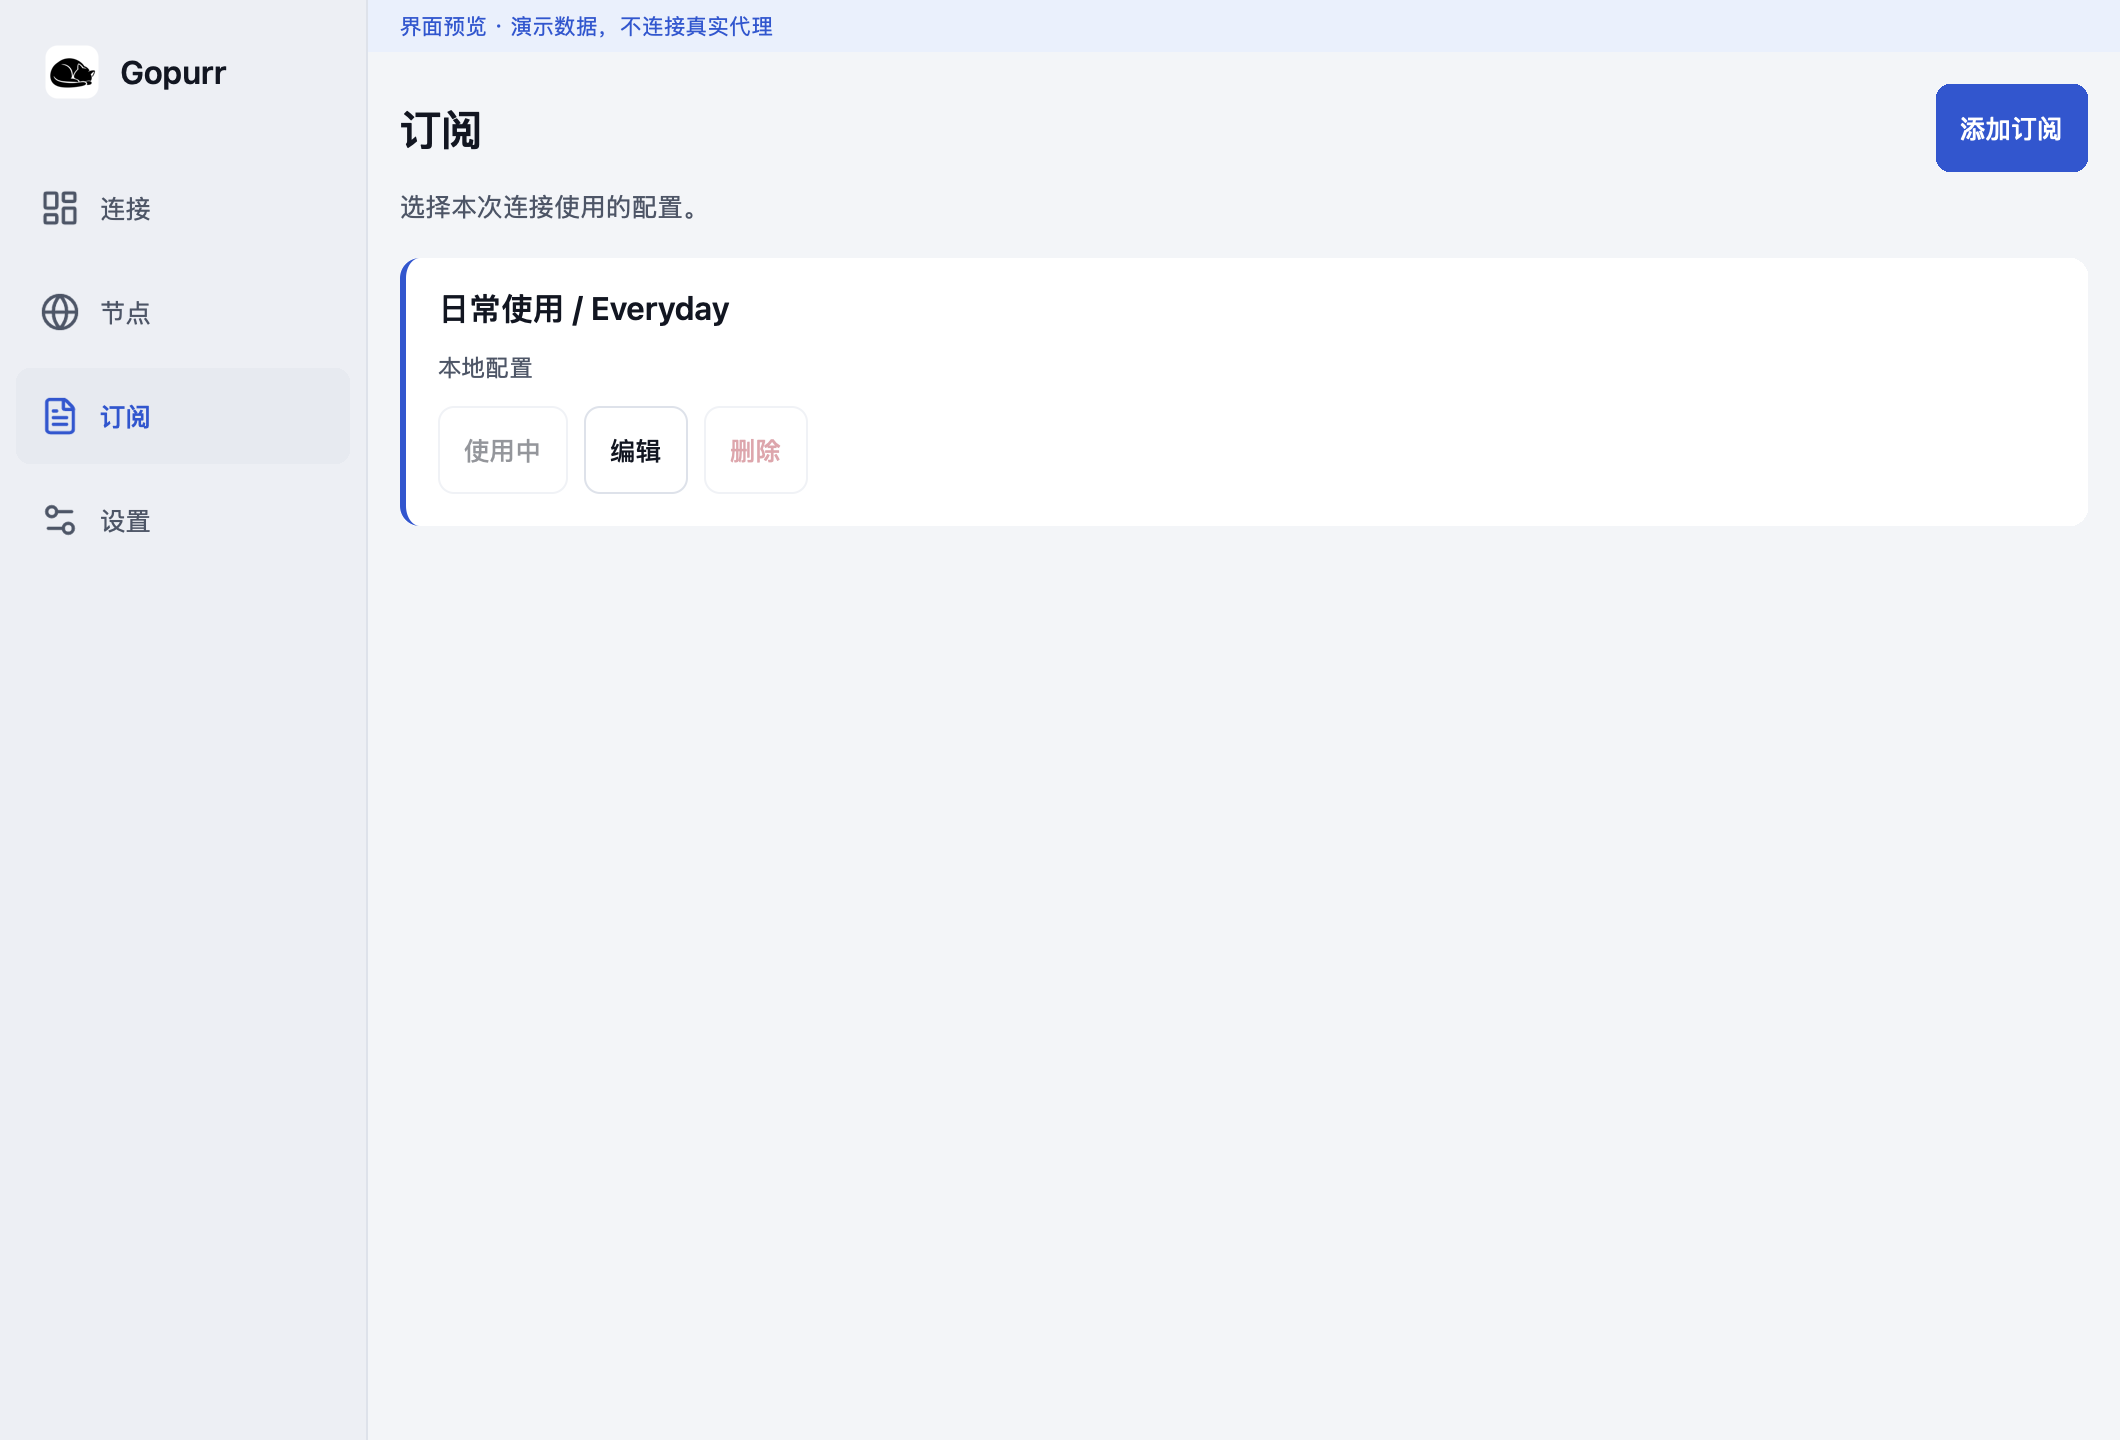 界面预览 · 演示数据，不连接真实代理
Gopurr
连接
节点
订阅
设置
订阅
添加订阅
选择本次连接使用的配置。
日常使用 / Everyday
本地配置
使用中
编辑
删除